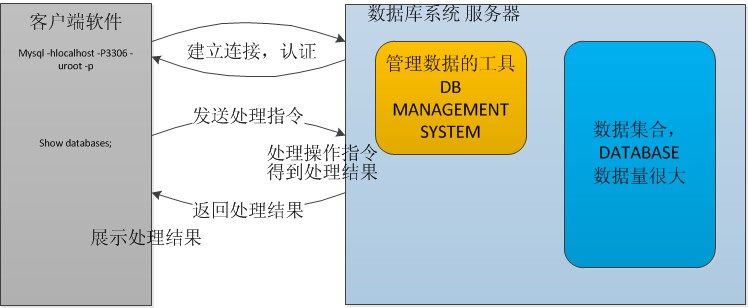 客户端软件
Mysql -hlocalhost -P3306 -
uroot -p
Show databases;
建立连接，认证
发送处理指令
处理操作指令
得到处理结果
返回处理结果
展示处理结果
数据库系统 服务器
管理数据的工具
DB
MANAGEMENT
SYSTEM
数据集合，
DATABASE
数据量很大